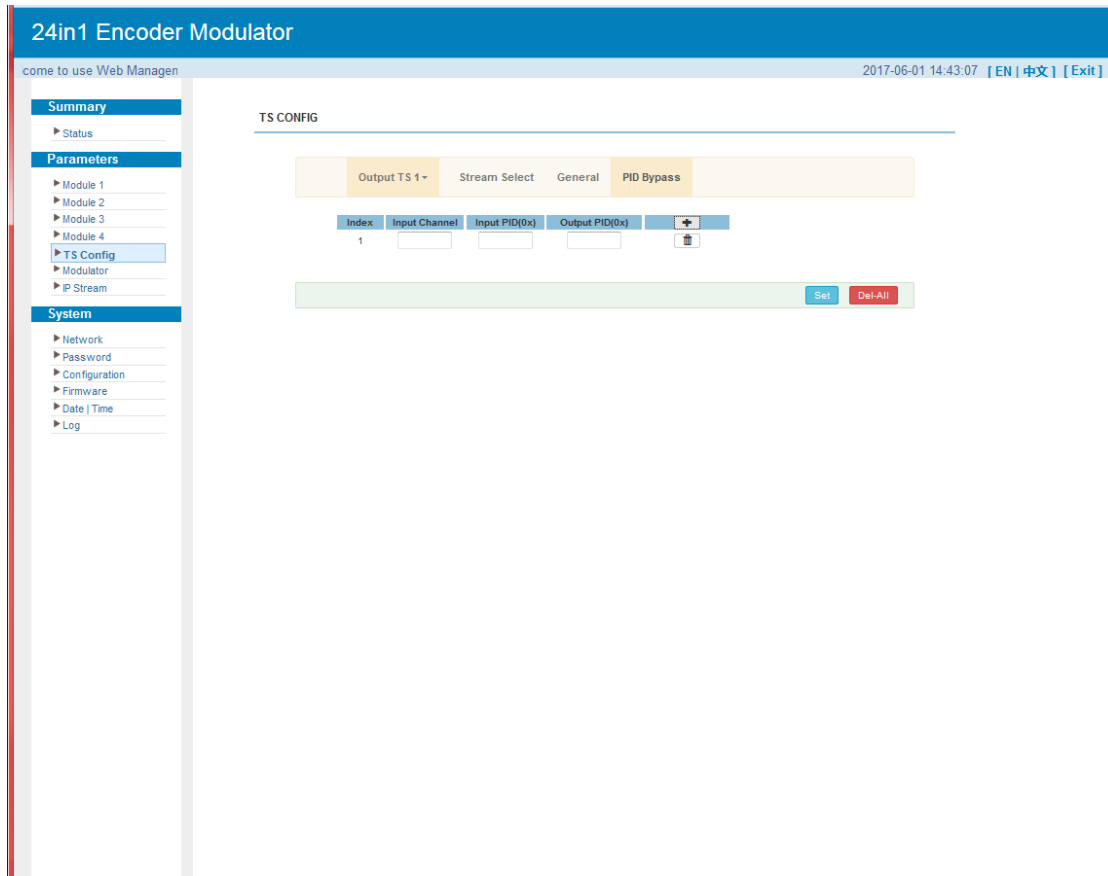 24in1 Encoder Modulator
come to use Web Managen
2017-06-01 14:43:07 [ EN | 中文 ] [ Exit ]
Summary
Status
Parameters
Module 1
Module 2
Module 3
Module 4
TS Config
Modulator
IP Stream
System
Network
Password
Configuration
Firmware
Date | Time
Log
TS CONFIG
Output TS 1 Stream Select General PID Bypass
Index Input Channel Input PID(0x) Output PID(0x)
1
Set Del-All